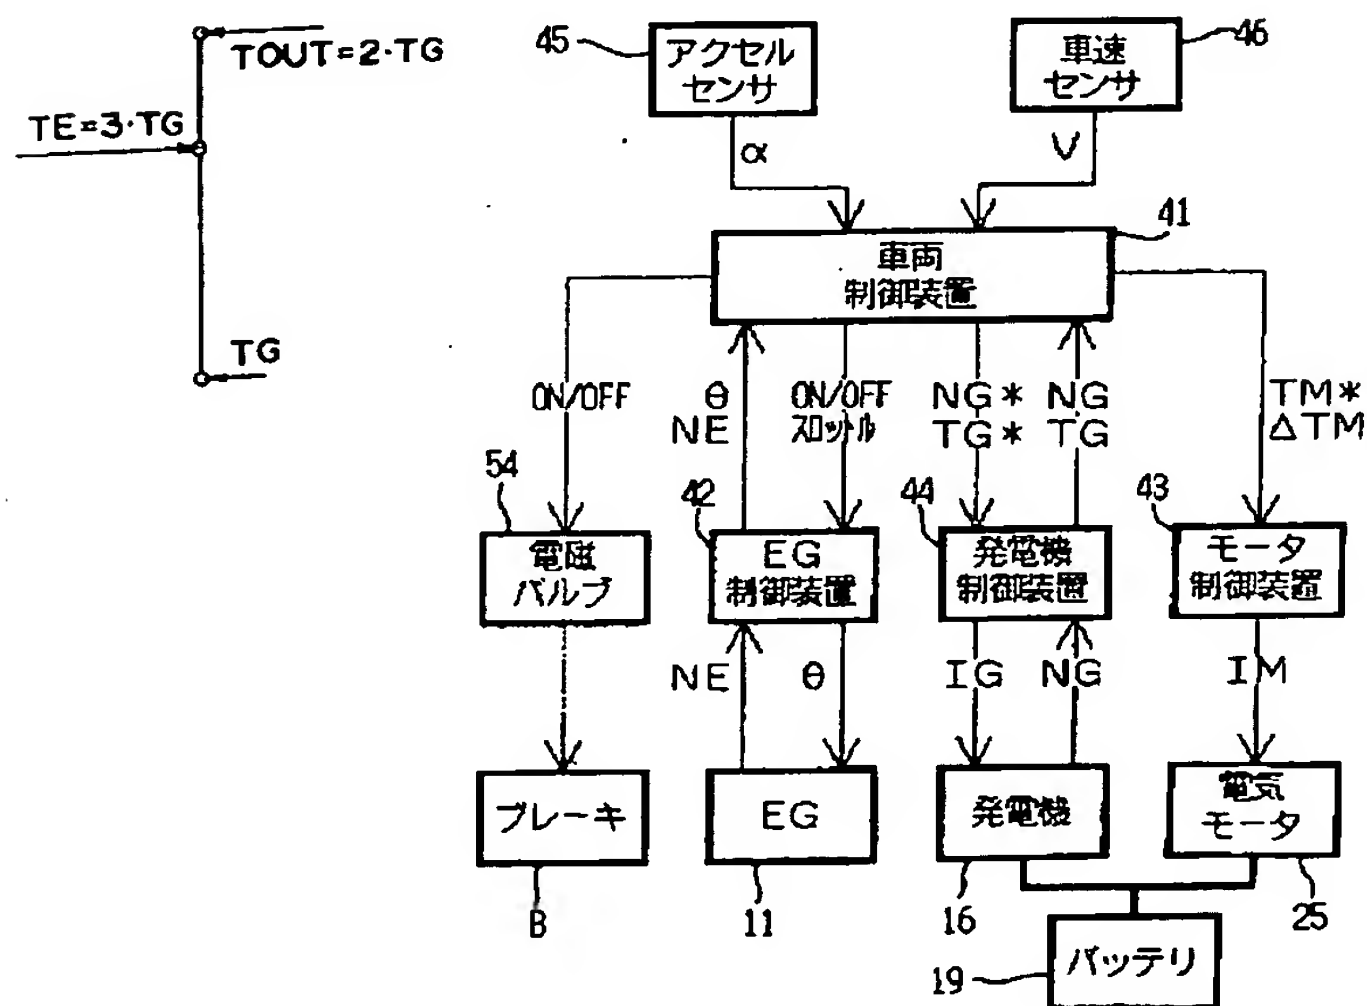 TOUT=2·TG
TE=3·TG
TG
45
アクセル
センサ
46
車速
センサ
α
V
41
車両
制御装置
ON/OFF
θ
NE
ON/OFF
スロットル
NG*
TG*
NG
TG
TM*
ΔTM
54
電磁
バルブ
42
EG
制御装置
44
発電機
制御装置
43
モータ
制御装置
NE
θ
IG
NG
IM
ブレーキ
B
EG
11
発電機
16
電気
モータ
25
バッテリ
19